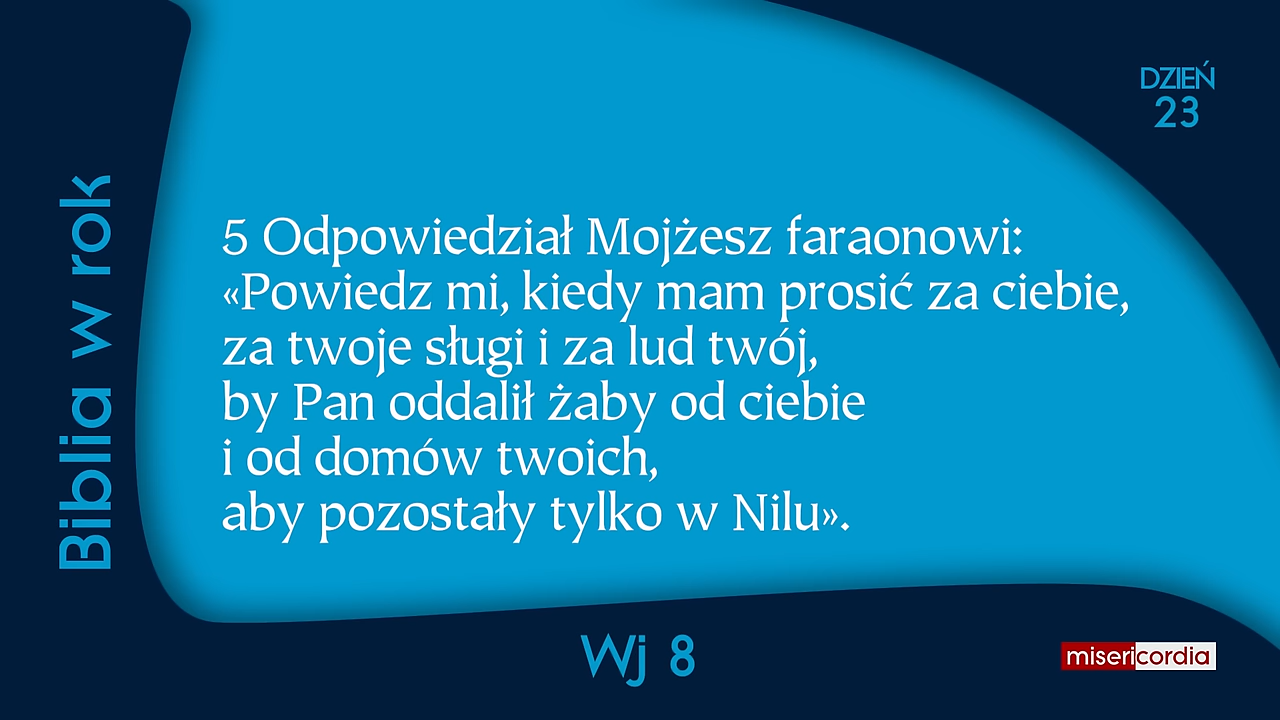 DZIEŃ
23
Biblia w rok
5 Odpowiedział Mojżesz faraonowi:
«Powiedz mi, kiedy mam prosić za ciebie,
za twoje sługi i za lud twój,
by Pan oddalił żaby od ciebie
i od domów twoich,
aby pozostały tylko w Nilu».
Wj 8
misericordia